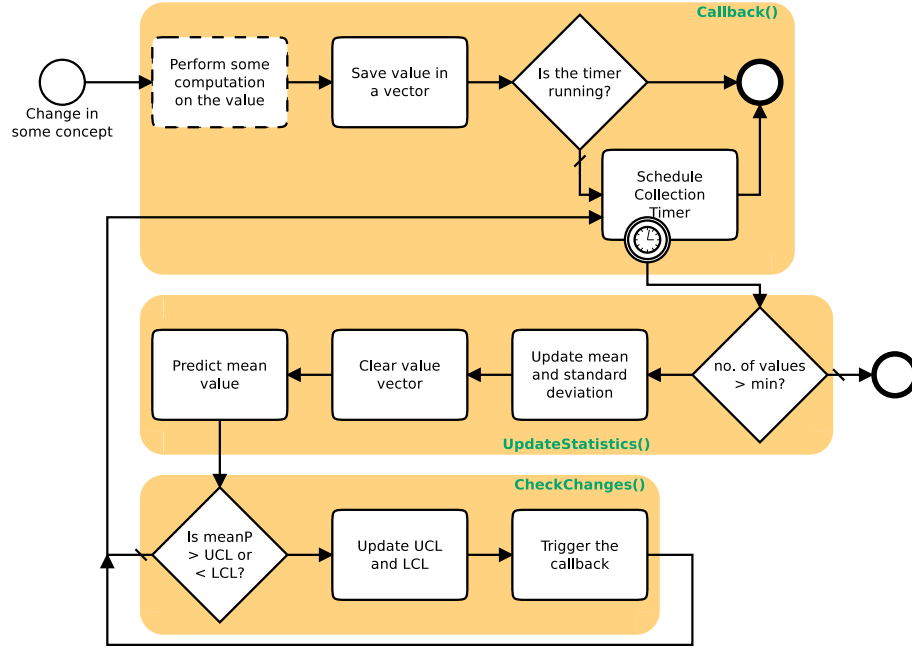 Callback()
Perform some
computation
on the value
Save value in
a vector
Is the timer
running?
Change in
some concept
Schedule
Collection
Timer
Predict mean
value
Clear value
vector
Update mean
and standard
deviation
no. of values
> min?
UpdateStatistics()
CheckChanges()
Is meanP
> UCL or
< LCL?
Update UCL
and LCL
Trigger the
callback